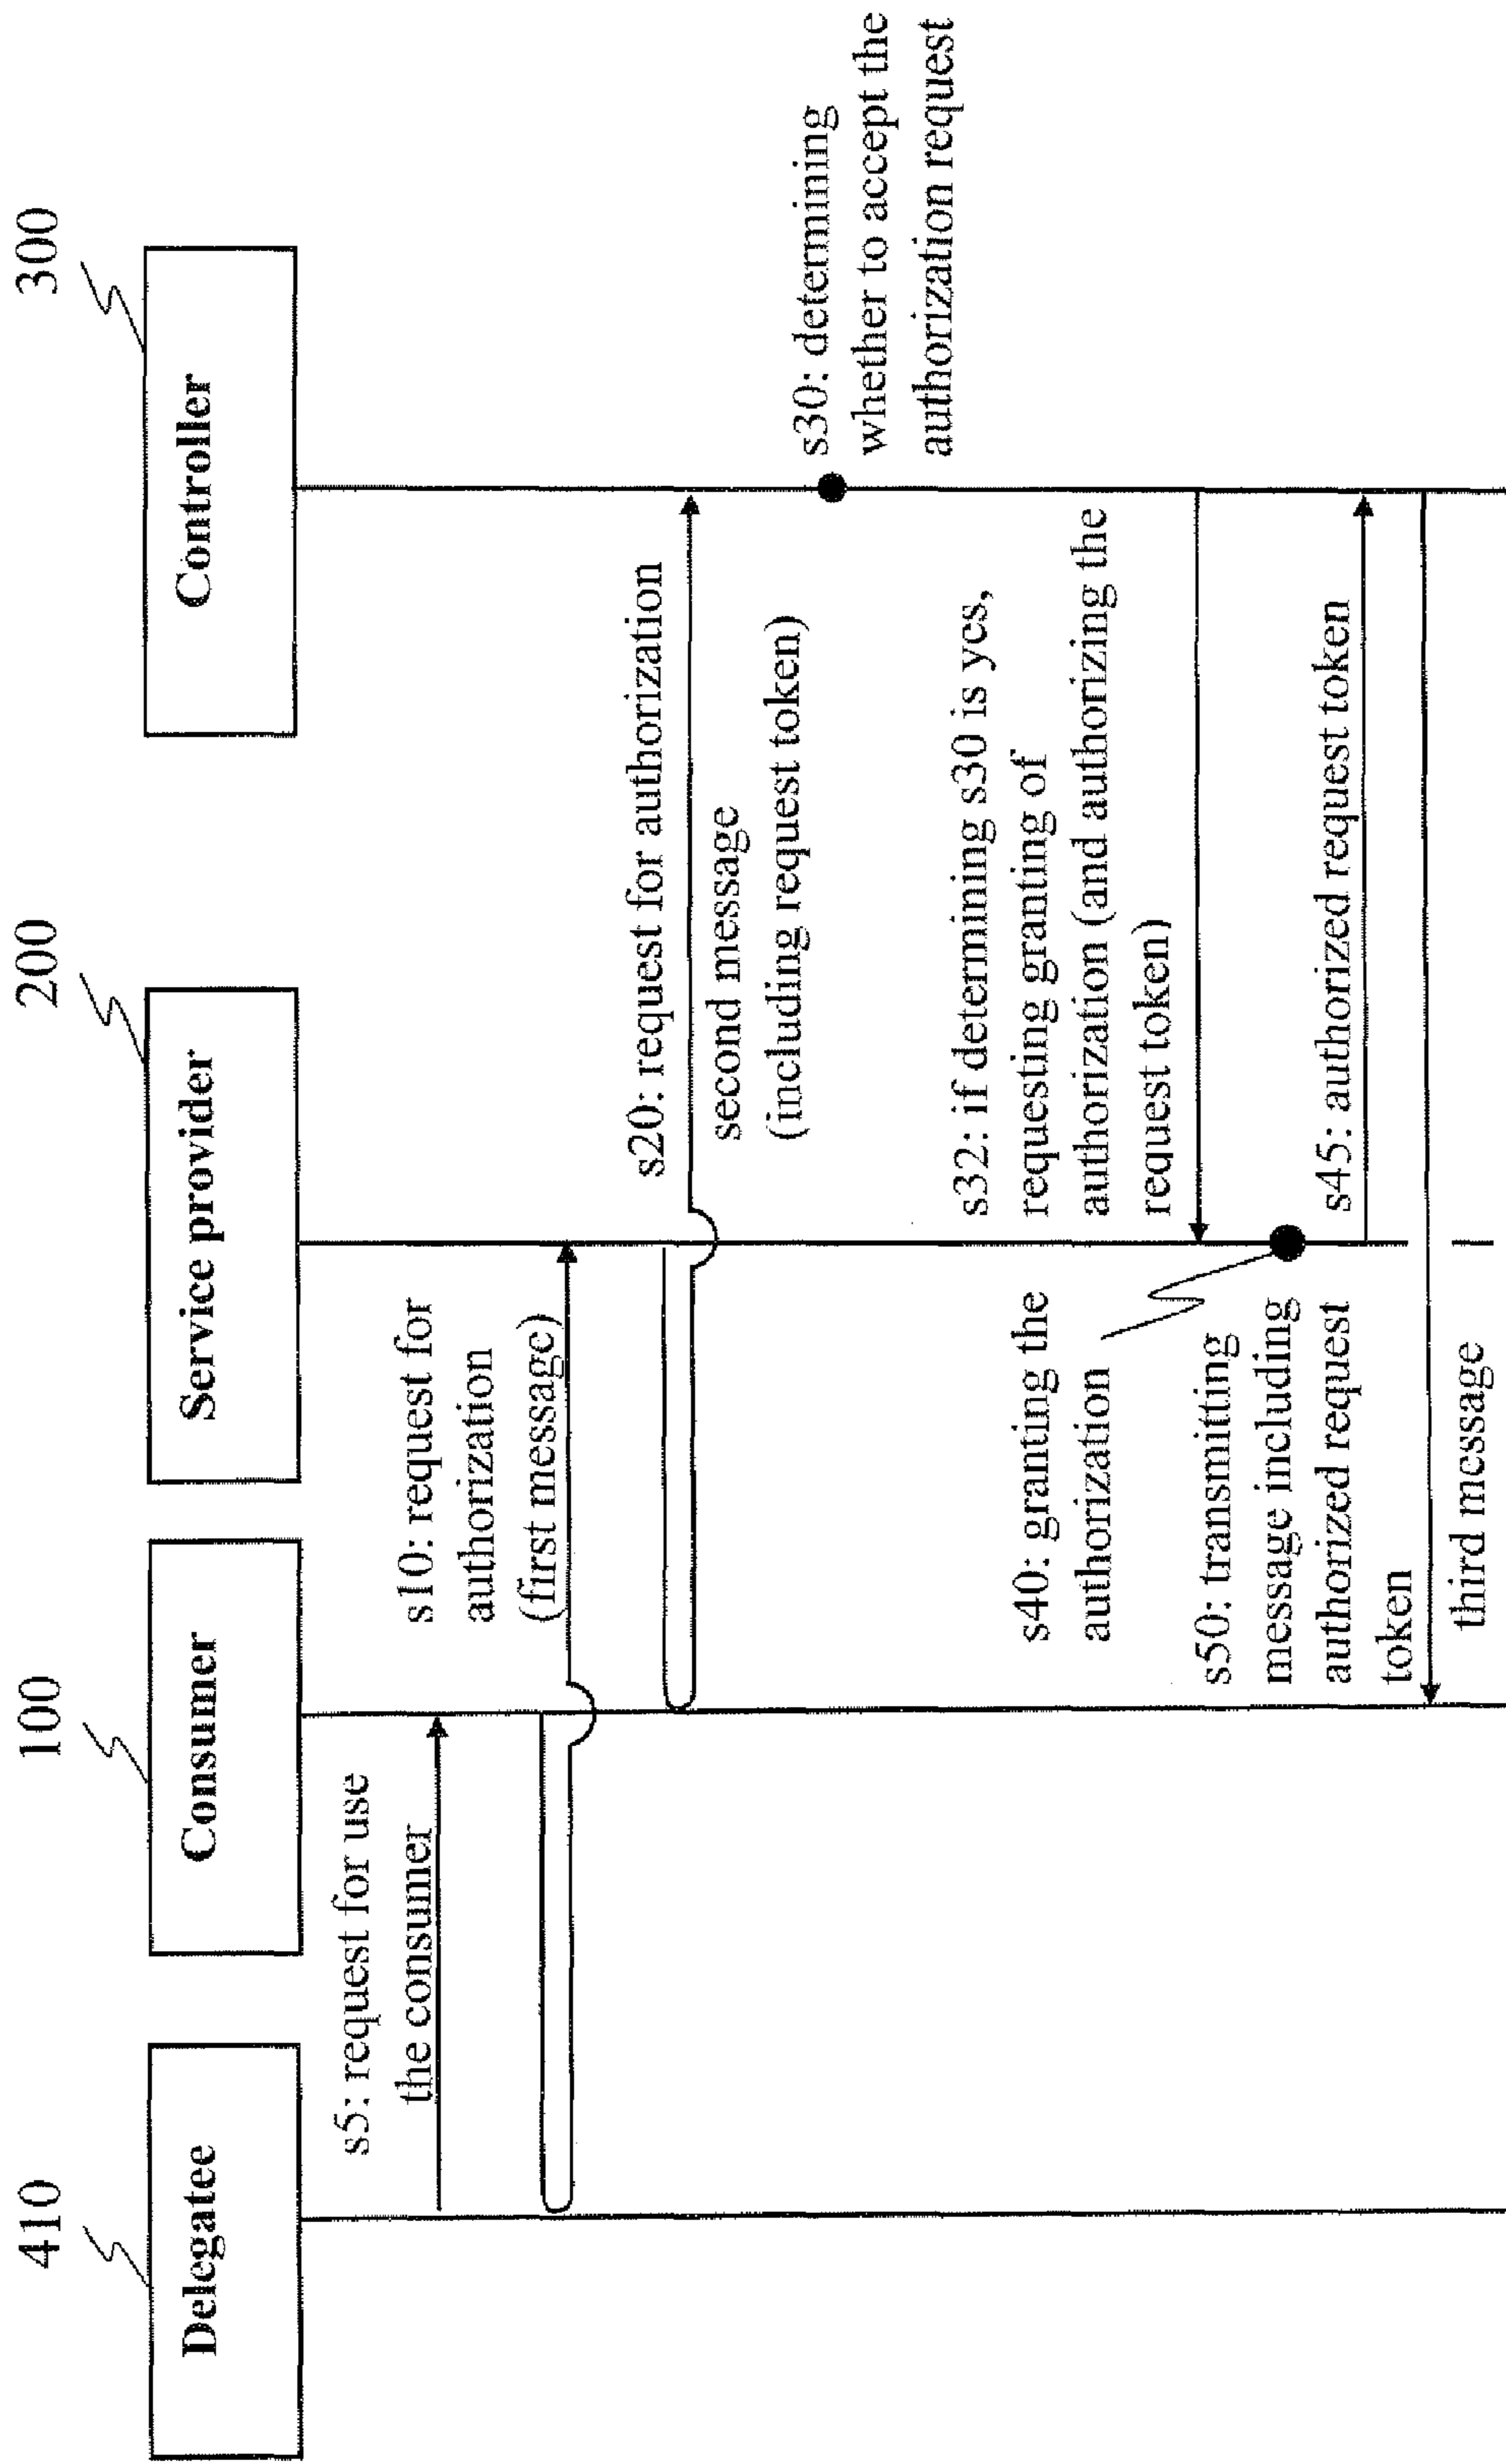 410
100
200
300
Delegatee
Consumer
Service provider
Controller
s5: request for use
the consumer
s10: request for
authorization
(first message)
s20: request for authorization
second message
(including request token)
s30: determining
whether to accept the
authorization request
s32: if determining s30 is yes,
requesting granting of
authorization (and authorizing the
request token)
s40: granting the
authorization
s45: authorized request token
s50: transmitting
message including
authorized request
token
third message